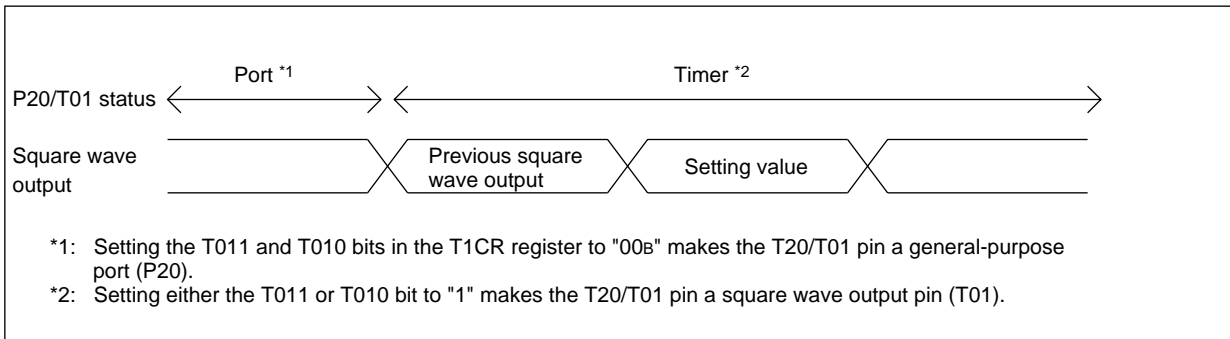 Port *1
Timer *2
P20/T01 status
Square wave
output
Previous square
wave output
Setting value
*1: Setting the T011 and T010 bits in the T1CR register to "00B" makes the T20/T01 pin a general-purpose
port (P20).
*2: Setting either the T011 or T010 bit to "1" makes the T20/T01 pin a square wave output pin (T01).